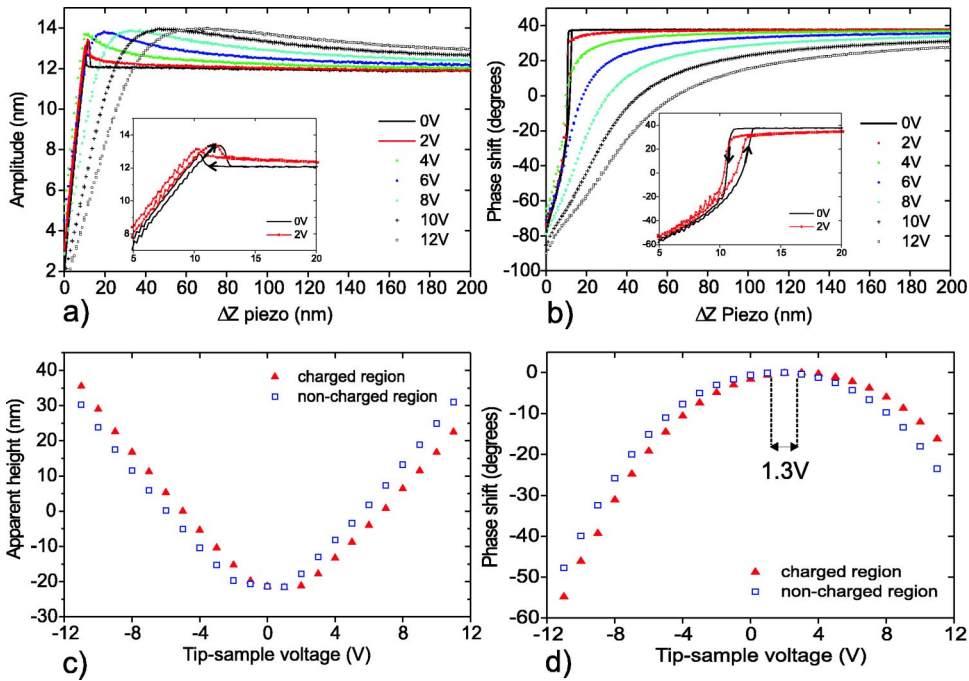 14
12
10
8
6
4
2
Amplitude (nm)
0 20 40 60 80 100 120 140 160 180 200
ΔZ piezo (nm)
a)
14
12
10
8
5 10 15 20
0V
2V
0V
2V
4V
6V
8V
10V
12V
40
20
0
-20
-40
-60
-80
-100
Phase shift (degrees)
0 20 40 60 80 100 120 140 160 180 200
ΔZ Piezo (nm)
b)
40
20
0
-20
-40
-60
5 10 15 20
0V
2V
0V
2V
4V
6V
8V
10V
12V
40
30
20
10
0
-10
-20
-30
Apparent height (nm)
-12 -8 -4 0 4 8 12
Tip-sample voltage (V)
c)
charged region
non-charged region
0
-10
-20
-30
-40
-50
-60
Phase shift (degrees)
-12 -8 -4 0 4 8 12
Tip-sample voltage (V)
d)
1.3V
charged region
non-charged region